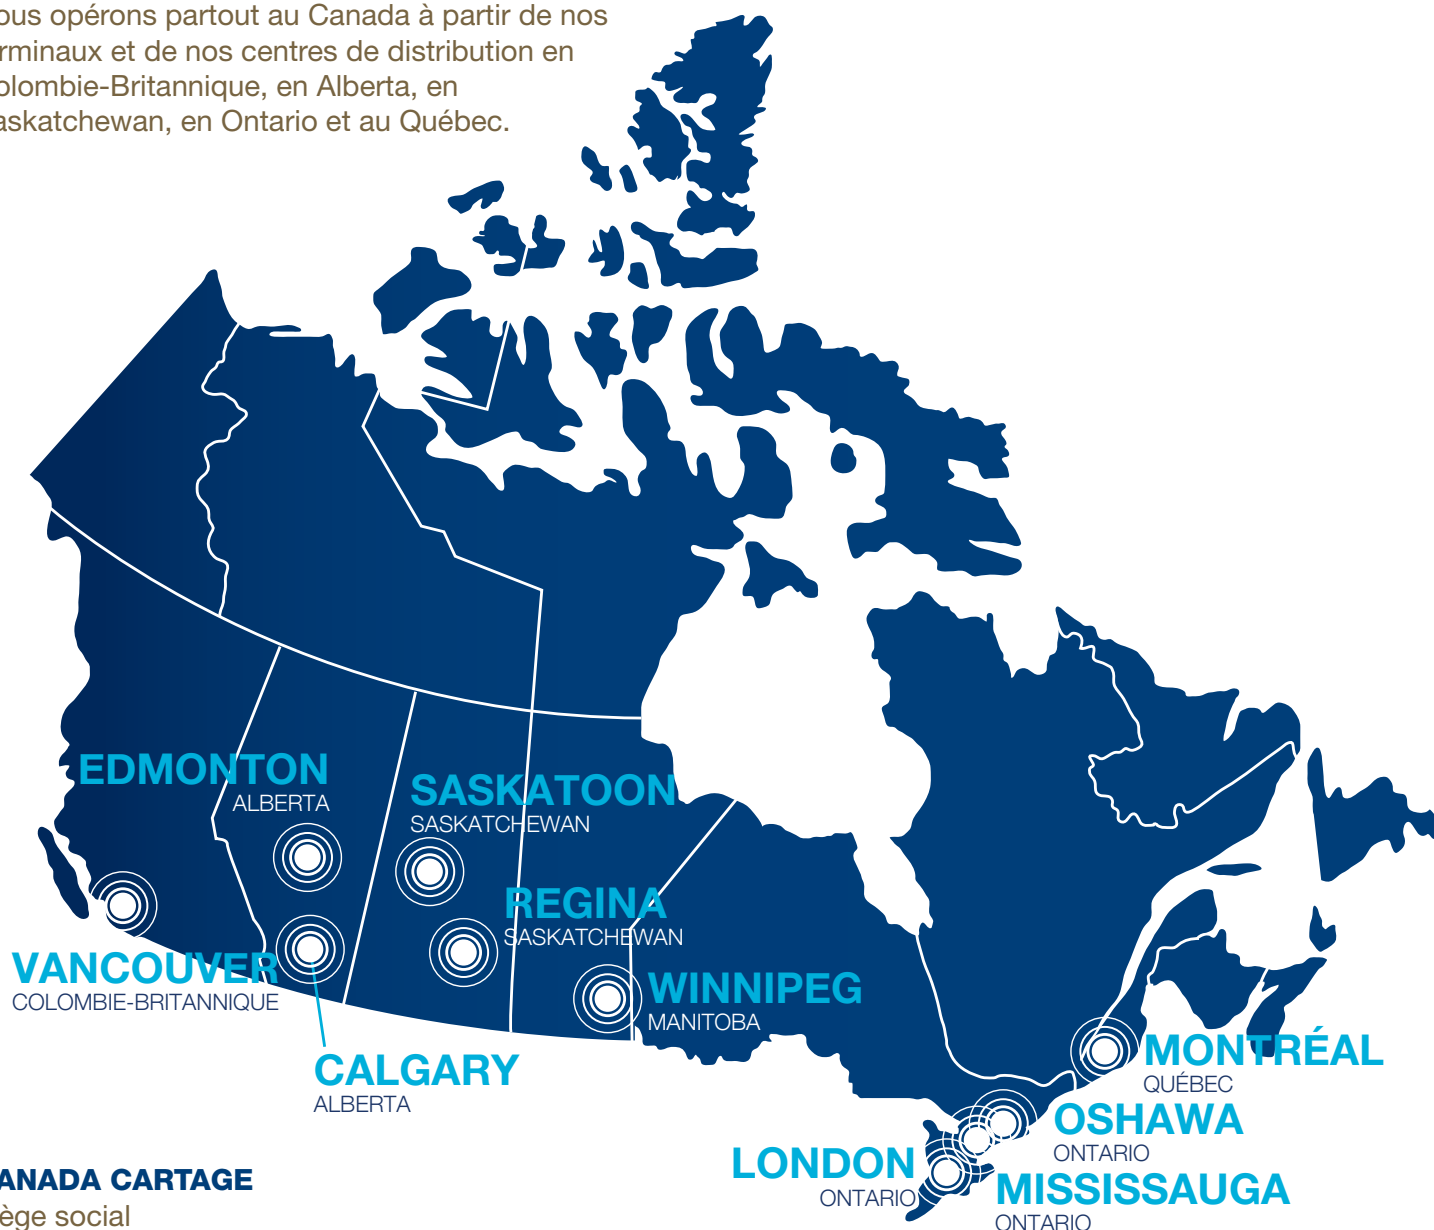 ous opérons partout au Canada à partir de nos
rminaux et de nos centres de distribution en
olombie-Britannique, en Alberta, en
askatchewan, en Ontario et au Québec.
EDMONTON
ALBERTA
SASKATOON
SASKATCHEWAN
REGINA
SASKATCHEWAN
VANCOUVER
COLOMBIE-BRITANNIQUE
WINNIPEG
MANITOBA
CALGARY
ALBERTA
MONTRÉAL
QUÉBEC
OSHAWA
ONTARIO
LONDON
ONTARIO
MISSISSAUGA
ONTARIO
ANADA CARTAGE
ège social